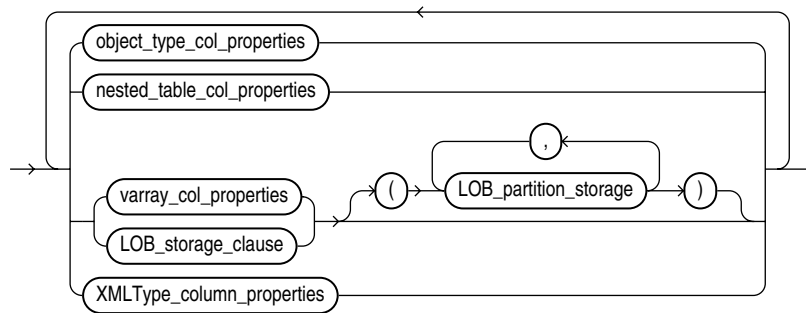 object_type_col_properties
nested_table_col_properties
,
varray_col_properties
( LOB_partition_storage )
LOB_storage_clause
XMLType_column_properties